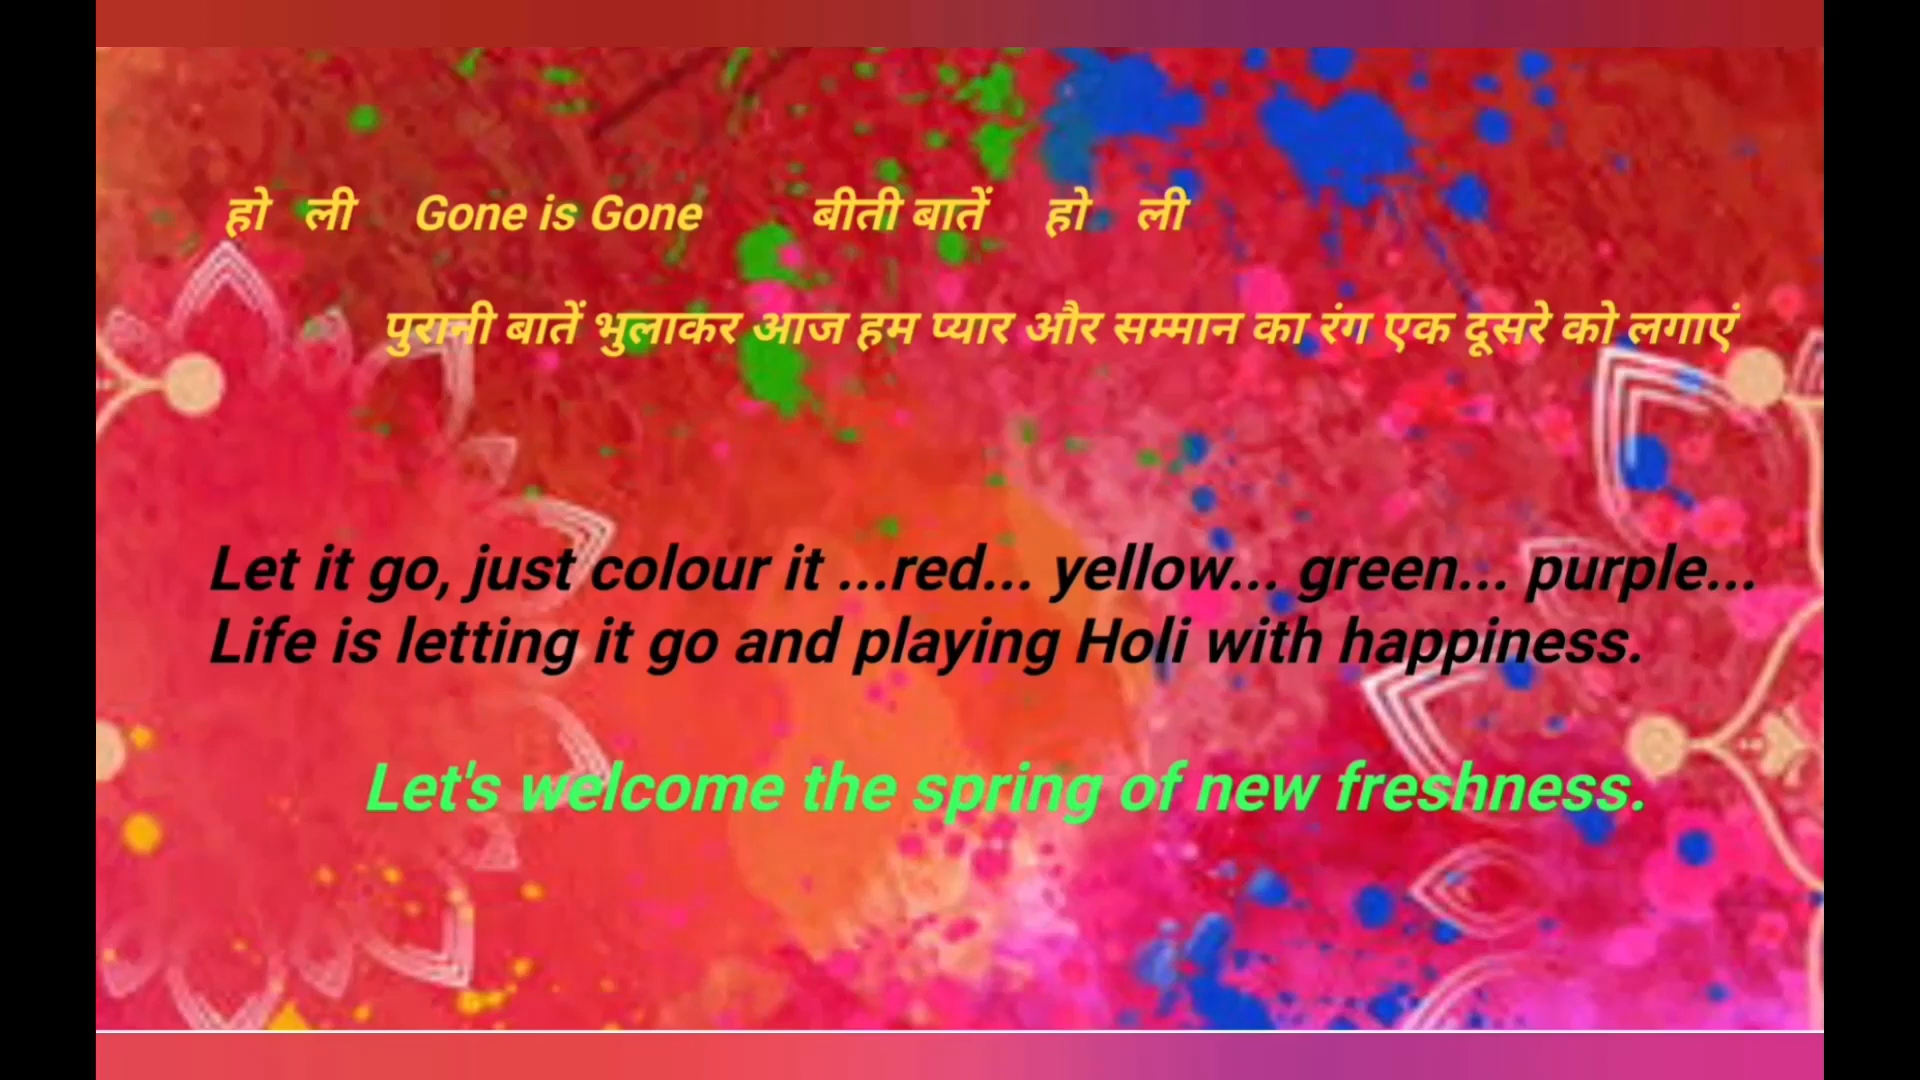 हो ली Gone is Gone बीती बातें हो ली
पुरानी बातें भुलाकर आज हम प्यार और सम्मान का रंग एक दूसरे को लगाएं
Let it go, just colour it ...red... yellow... green... purple...
Life is letting it go and playing Holi with happiness.
Let's welcome the spring of new freshness.